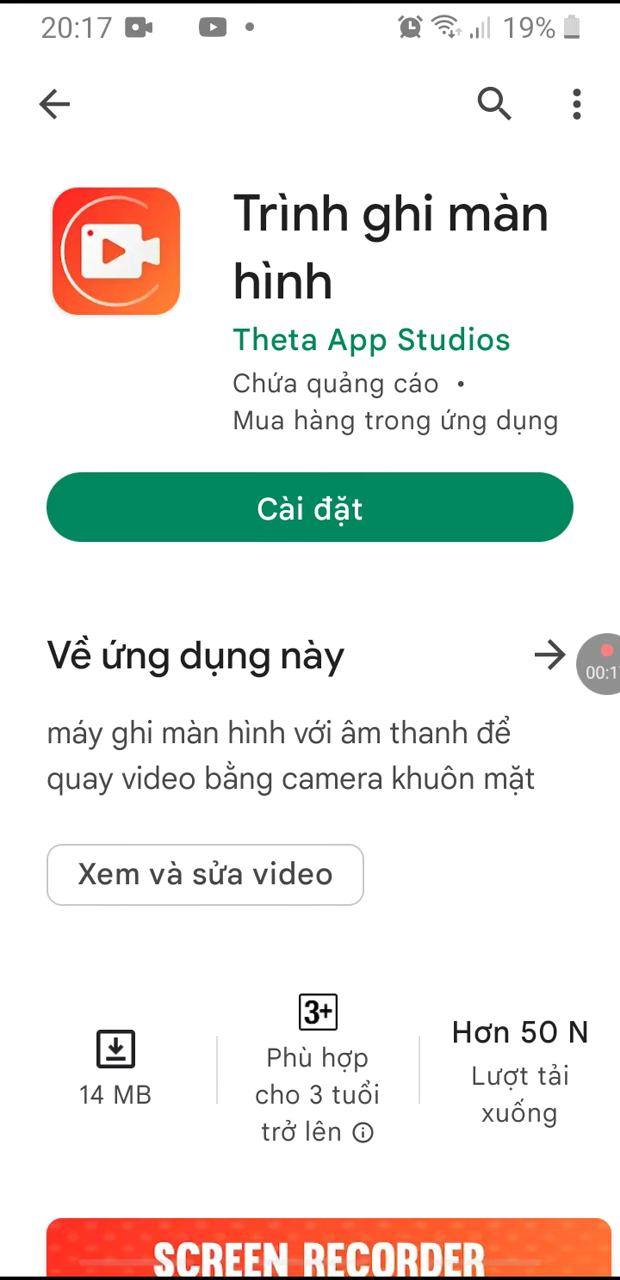 20:17
19%
Trình ghi màn
hình
Theta App Studios
Chứa quảng cáo •
Mua hàng trong ứng dụng
Cài đặt
Về ứng dụng này
00:1
máy ghi màn hình với âm thanh để
quay video bằng camera khuôn mặt
Xem và sửa video
14 MB
3+
Phù hợp
cho 3 tuổi
trở lên
Hơn 50 N
Lượt tải
xuống
SCREEN RECORDER